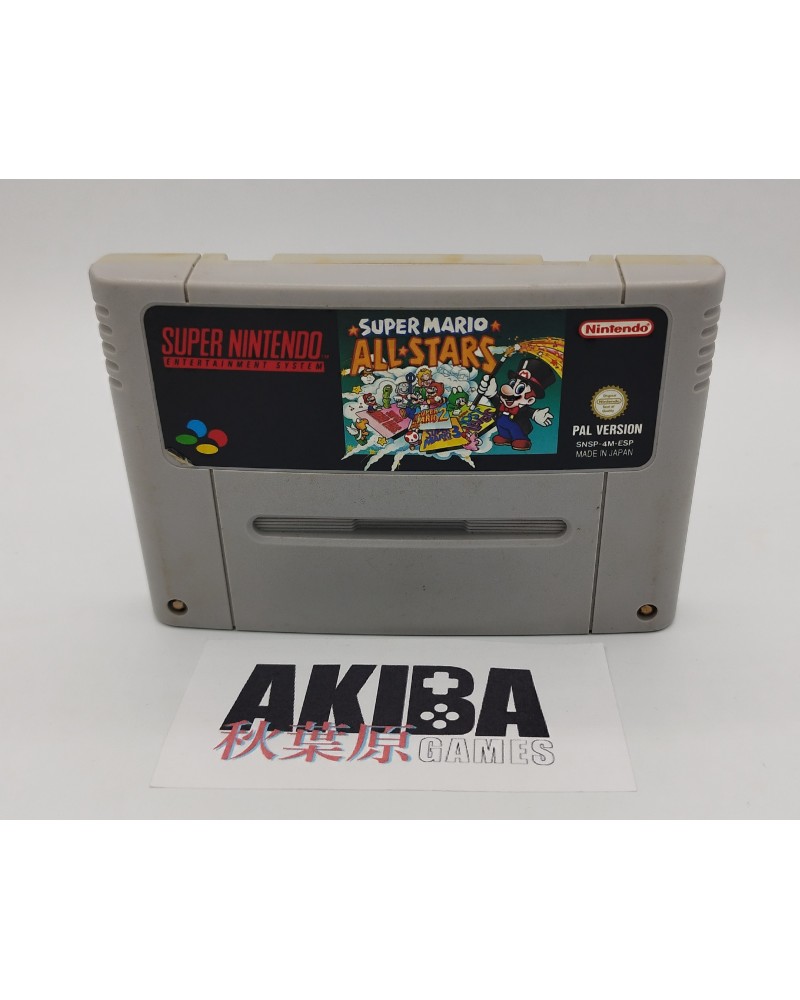 SUPER NINTENDO
ENTERTAINMENT SYSTEM
SUPER MARIO
ALL★STARS
Nintendo
PAL VERSION
SNSP-4M-ESP
MADE IN JAPAN
AKIBA
秋葉原 GAMES